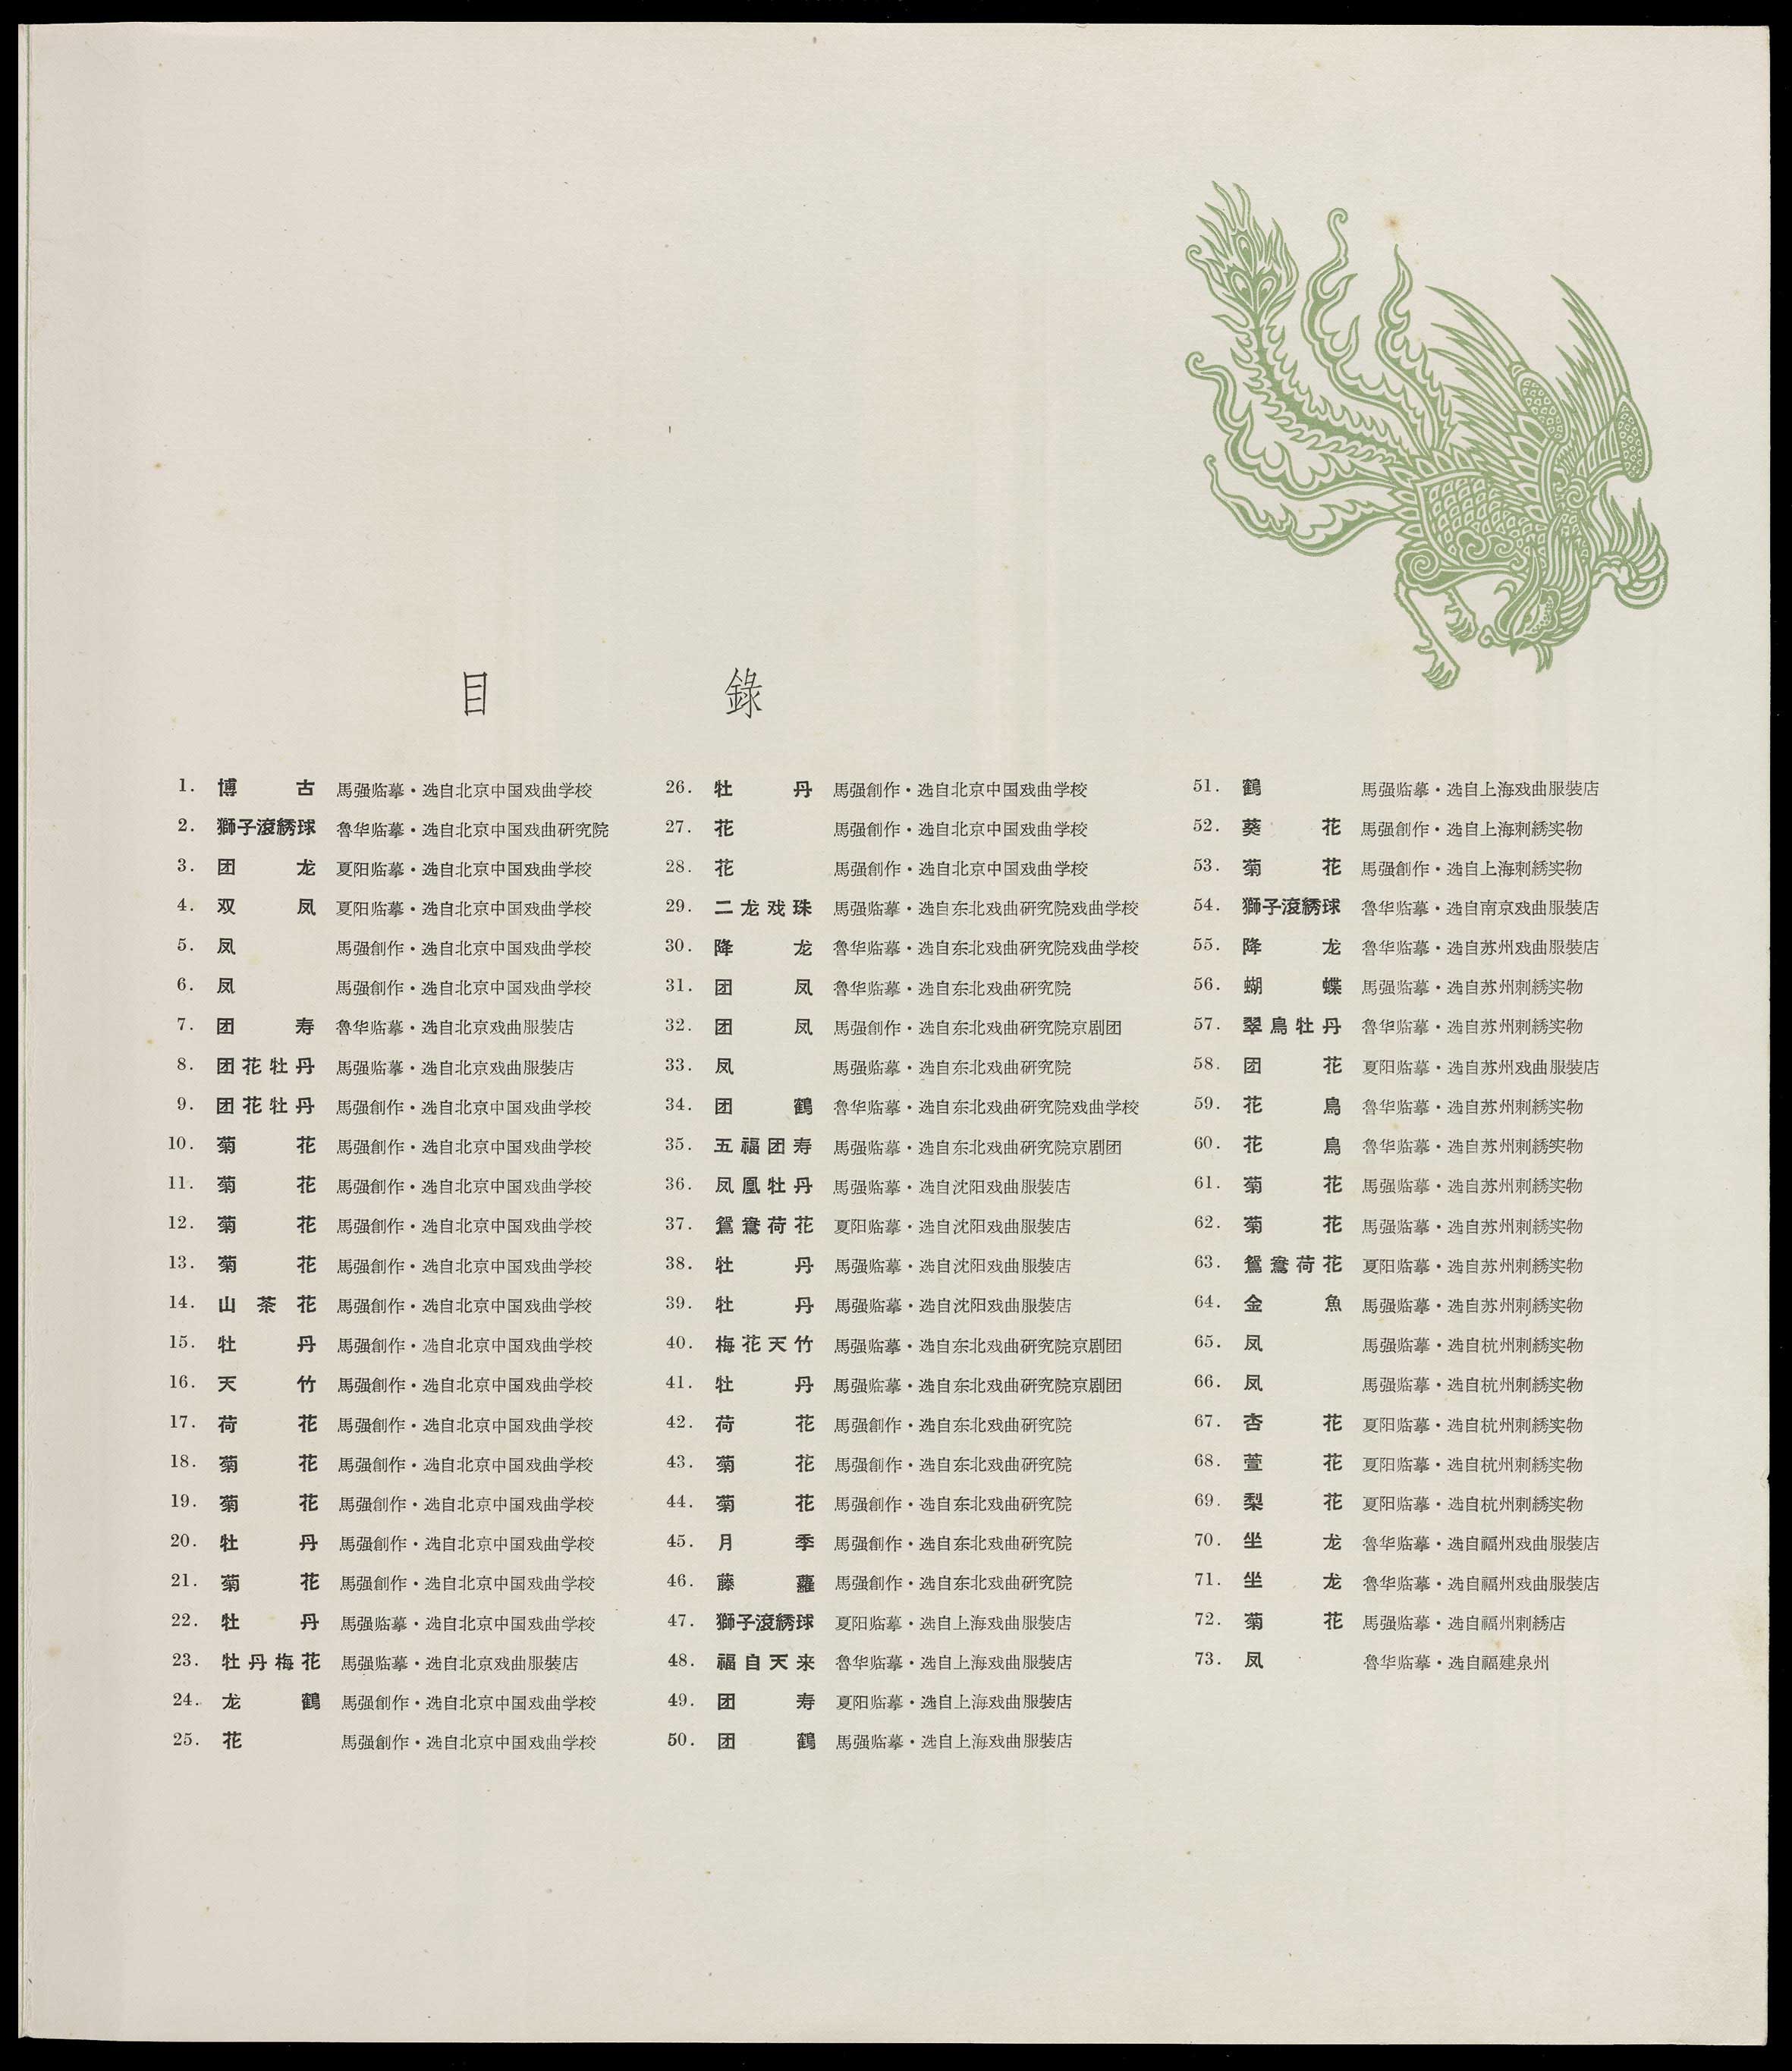 目錄
1. 博古 馬强临摹·选自北京中国戏曲学校
2. 獅子滾綉球 魯华临摹·选自北京中国戏曲研究院
3. 团龙 夏阳临摹·选自北京中国戏曲学校
4. 双凤 夏阳临摹·选自北京中国戏曲学校
5. 凤 馬强創作·选自北京中国戏曲学校
6. 凤 馬强創作·选自北京中国戏曲学校
7. 团寿 魯华临摹·选自北京戏曲服裝店
8. 团花牡丹 馬强临摹·选自北京戏曲服裝店
9. 团花牡丹 馬强創作·选自北京中国戏曲学校
10. 菊花 馬强創作·选自北京中国戏曲学校
11. 菊花 馬强創作·选自北京中国戏曲学校
12. 菊花 馬强創作·选自北京中国戏曲学校
13. 菊花 馬强創作·选自北京中国戏曲学校
14. 山茶花 馬强創作·选自北京中国戏曲学校
15. 牡丹 馬强創作·选自北京中国戏曲学校
16. 天竹 馬强創作·选自北京中国戏曲学校
17. 荷花 馬强創作·选自北京中国戏曲学校
18. 菊花 馬强創作·选自北京中国戏曲学校
19. 菊花 馬强創作·选自北京中国戏曲学校
20. 牡丹 馬强創作·选自北京中国戏曲学校
21. 菊花 馬强創作·选自北京中国戏曲学校
22. 牡丹 馬强临摹·选自北京中国戏曲学校
23. 牡丹梅花 馬强临摹·选自北京戏曲服裝店
24. 龙鶴 馬强創作·选自北京中国戏曲学校
25. 花 馬强創作·选自北京中国戏曲学校
26. 牡丹 馬强創作·选自北京中国戏曲学校
27. 花 馬强創作·选自北京中国戏曲学校
28. 花 馬强創作·选自北京中国戏曲学校
29. 二龙戏珠 馬强临摹·选自东北戏曲研究院戏曲学校
30. 降龙 魯华临摹·选自东北戏曲研究院戏曲学校
31. 团凤 魯华临摹·选自东北戏曲研究院
32. 团凤 馬强創作·选自东北戏曲研究院京剧团
33. 凤 馬强临摹·选自东北戏曲研究院
34. 团鶴 魯华临摹·选自东北戏曲研究院戏曲学校
35. 五福团寿 馬强临摹·选自东北戏曲研究院京剧团
36. 凤凰牡丹 馬强临摹·选自沈阳戏曲服裝店
37. 鴛鴦荷花 夏阳临摹·选自沈阳戏曲服裝店
38. 牡丹 馬强临摹·选自沈阳戏曲服裝店
39. 牡丹 馬强临摹·选自沈阳戏曲服裝店
40. 梅花天竹 馬强临摹·选自东北戏曲研究院京剧团
41. 牡丹 馬强临摹·选自东北戏曲研究院京剧团
42. 荷花 馬强創作·选自东北戏曲研究院
43. 菊花 馬强創作·选自东北戏曲研究院
44. 菊花 馬强創作·选自东北戏曲研究院
45. 月季 馬强創作·选自东北戏曲研究院
46. 藤蘿 馬强創作·选自东北戏曲研究院
47. 獅子滾綉球 夏阳临摹·选自上海戏曲服裝店
48. 福自天来 魯华临摹·选自上海戏曲服裝店
49. 团寿 夏阳临摹·选自上海戏曲服裝店
50. 团鶴 馬强临摹·选自上海戏曲服裝店
51. 鶴 馬强临摹·选自上海戏曲服裝店
52. 葵花 馬强創作·选自上海刺綉实物
53. 菊花 馬强創作·选自上海刺綉实物
54. 獅子滾綉球 魯华临摹·选自南京戏曲服裝店
55. 降龙 魯华临摹·选自苏州戏曲服裝店
56. 蝴蝶 馬强临摹·选自苏州刺綉实物
57. 翠鳥牡丹 魯华临摹·选自苏州刺綉实物
58. 团花 夏阳临摹·选自苏州戏曲服裝店
59. 花鳥 魯华临摹·选自苏州刺綉实物
60. 花鳥 魯华临摹·选自苏州刺綉实物
61. 菊花 馬强临摹·选自苏州刺綉实物
62. 菊花 馬强临摹·选自苏州刺綉实物
63. 鴛鴦荷花 夏阳临摹·选自苏州刺綉实物
64. 金魚 馬强临摹·选自苏州刺綉实物
65. 凤 馬强临摹·选自杭州刺綉实物
66. 凤 馬强临摹·选自杭州刺綉实物
67. 杏花 夏阳临摹·选自杭州刺綉实物
68. 萱花 夏阳临摹·选自杭州刺綉实物
69. 梨花 夏阳临摹·选自杭州刺綉实物
70. 坐龙 魯华临摹·选自福州戏曲服裝店
71. 坐龙 魯华临摹·选自福州戏曲服裝店
72. 菊花 馬强临摹·选自福州刺綉店
73. 凤 魯华临摹·选自福建泉州